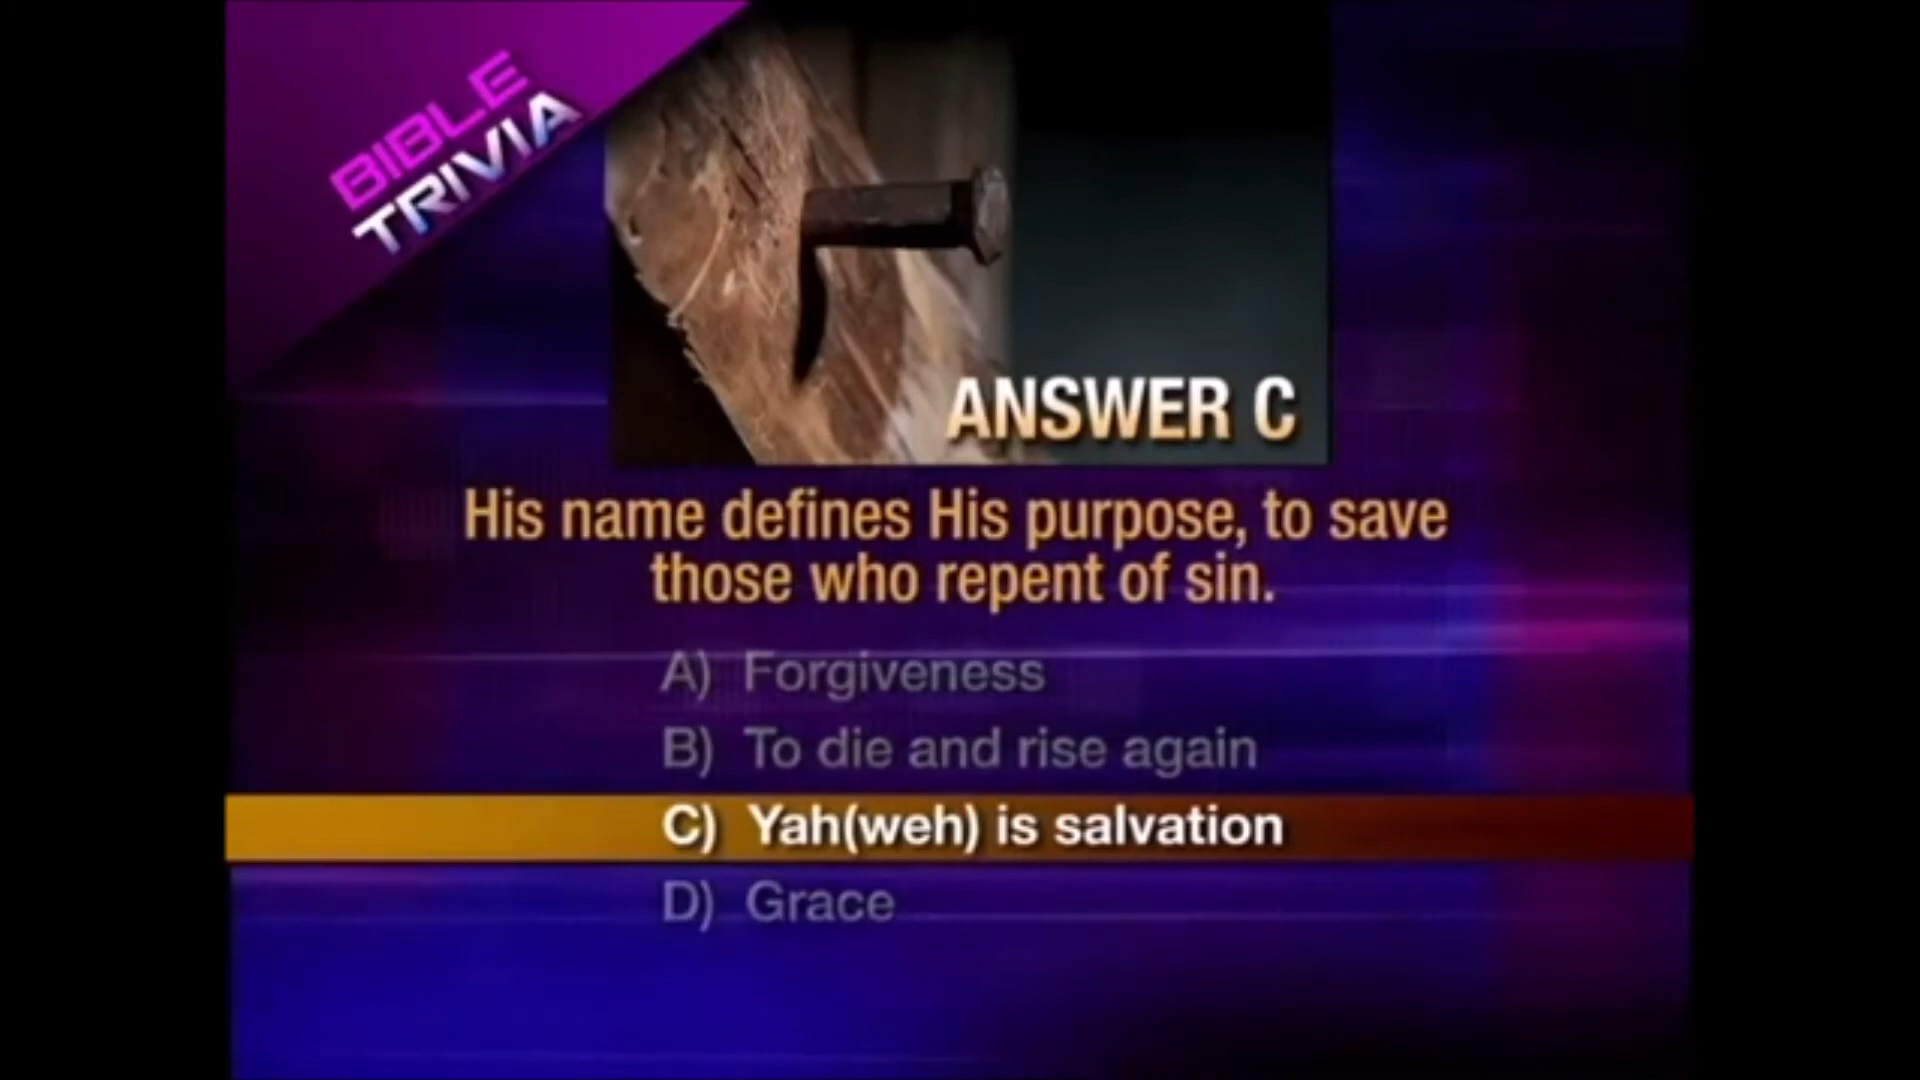 BIBLE
TRIVIA
ANSWER C
His name defines His purpose, to save
those who repent of sin.
A) Forgiveness
B) To die and rise again
C) Yah(weh) is salvation
D) Grace